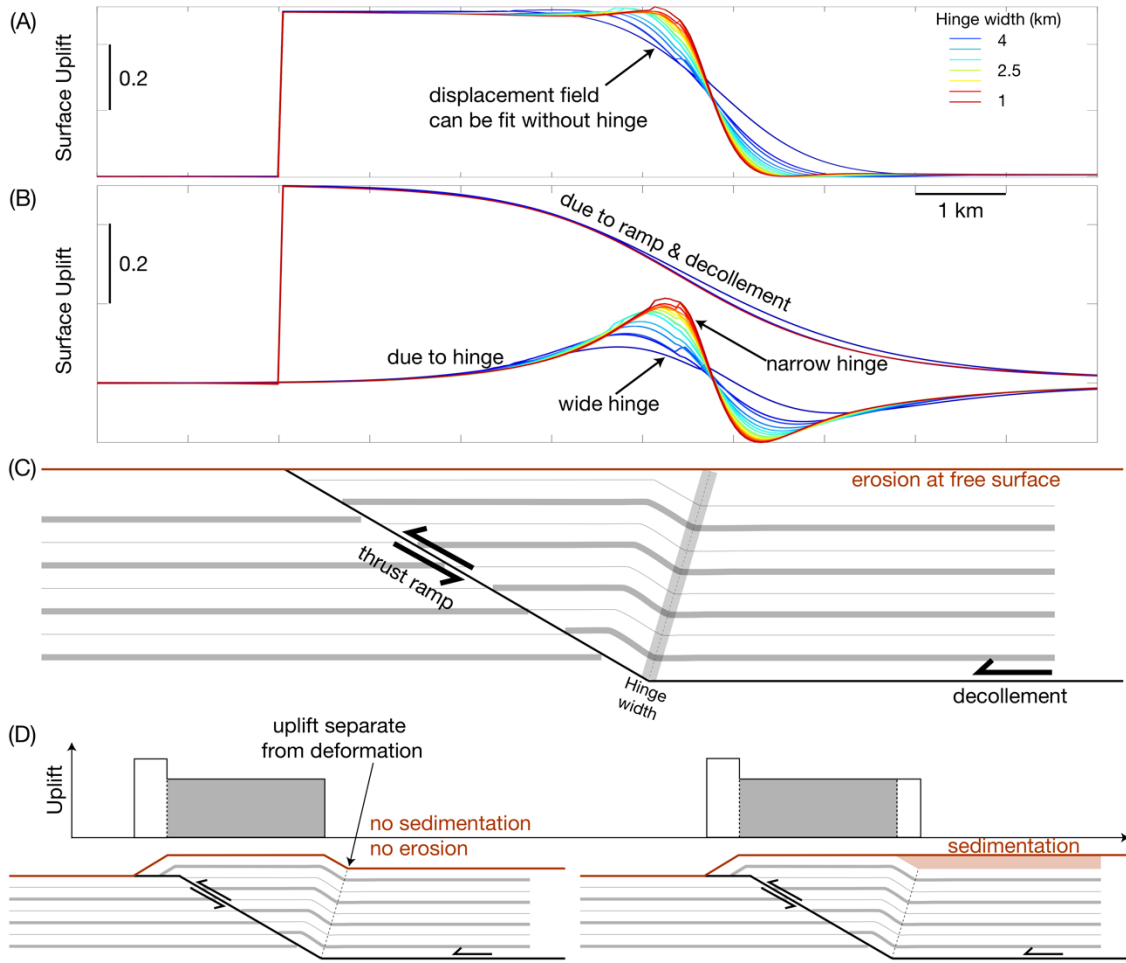 (A)
Surface Uplift
0.2
displacement field
can be fit without hinge
Hinge width (km)
4
2.5
1
(B)
Surface Uplift
0.2
1 km
due to ramp & decollement
due to hinge
narrow hinge
wide hinge
(C)
erosion at free surface
thrust ramp
Hinge
width
decollement
(D)
uplift separate
from deformation
Uplift
no sedimentation
no erosion
sedimentation